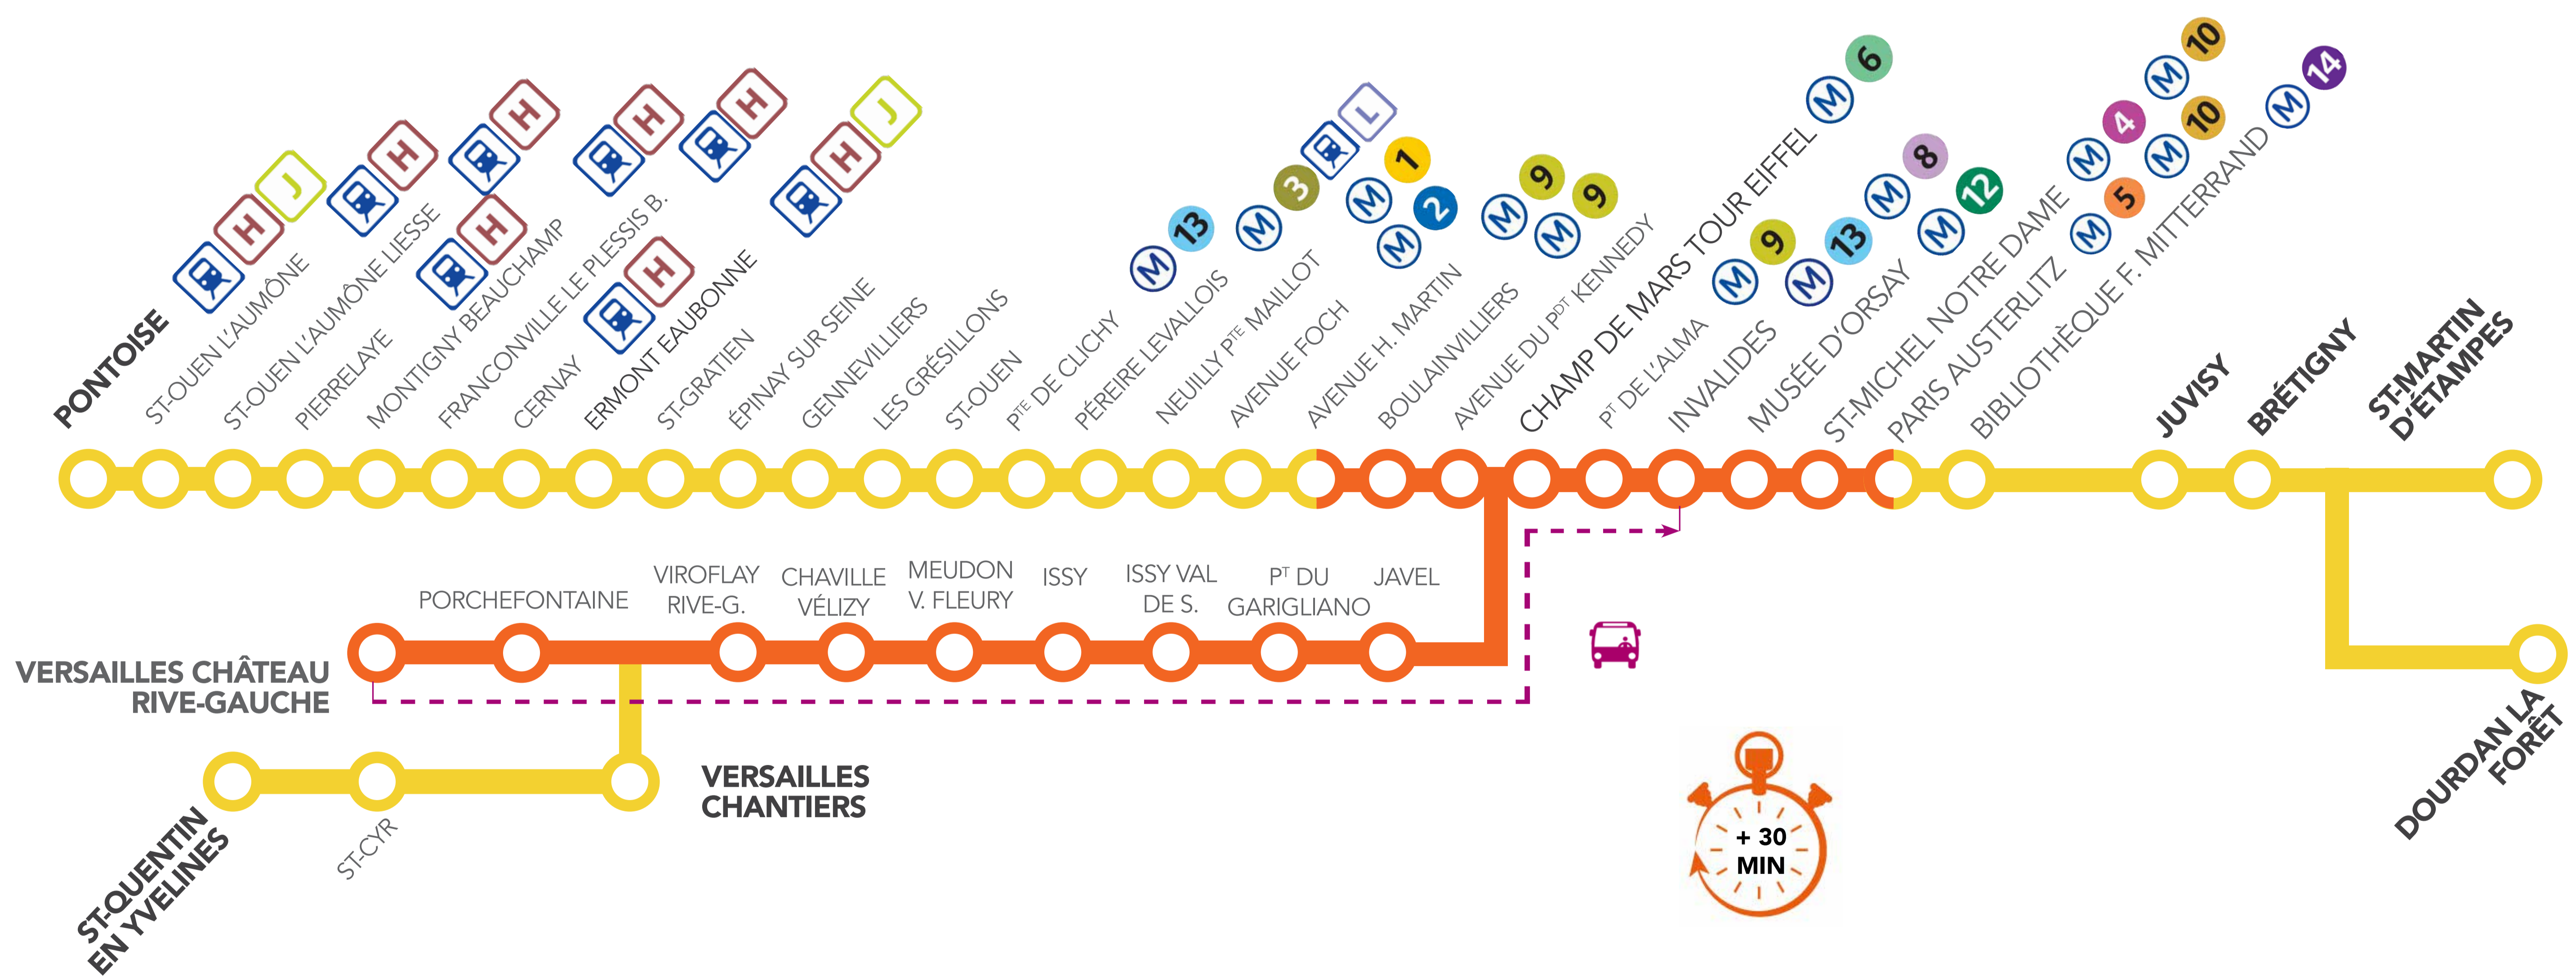 PONTOISE
H
J
ST-OUEN L'AUMÔNE
H
ST-OUEN L'AUMÔNE LIESSE
H
PIERRELAYE
H
MONTIGNY BEAUCHAMP
H
FRANCONVILLE LE PLESSIS B.
H
CERNAY
H
ERMONT EAUBONNE
H
J
ST-GRATIEN
ÉPINAY SUR SEINE
GENNEVILLIERS
LES GRÉSILLONS
ST-OUEN
PTE DE CLICHY
M
13
PÉREIRE LEVALLOIS
M
3
L
NEUILLY PTE MAILLOT
M
1
AVENUE FOCH
M
2
AVENUE H. MARTIN
M
9
BOULAINVILLIERS
M
9
AVENUE DU PDT KENNEDY
CHAMP DE MARS TOUR EIFFEL
M
6
PT DE L'ALMA
M
9
INVALIDES
M
13
M
8
MUSÉE D'ORSAY
M
12
ST-MICHEL NOTRE DAME
M
4
M
10
PARIS AUSTERLITZ
M
5
M
10
BIBLIOTHÈQUE F. MITTERRAND
M
14
JUVISY
BRÉTIGNY
ST-MARTIN
D'ÉTAMPES
VERSAILLES CHÂTEAU
RIVE-GAUCHE
PORCHEFONTAINE
VIROFLAY
RIVE-G.
CHAVILLE
VÉLIZY
MEUDON
V. FLEURY
ISSY
ISSY VAL
DE S.
PT DU
GARIGLIANO
JAVEL
ST-QUENTIN
EN YVELINES
ST-CYR
VERSAILLES
CHANTIERS
+ 30
MIN
DOURDAN LA
FORÊT